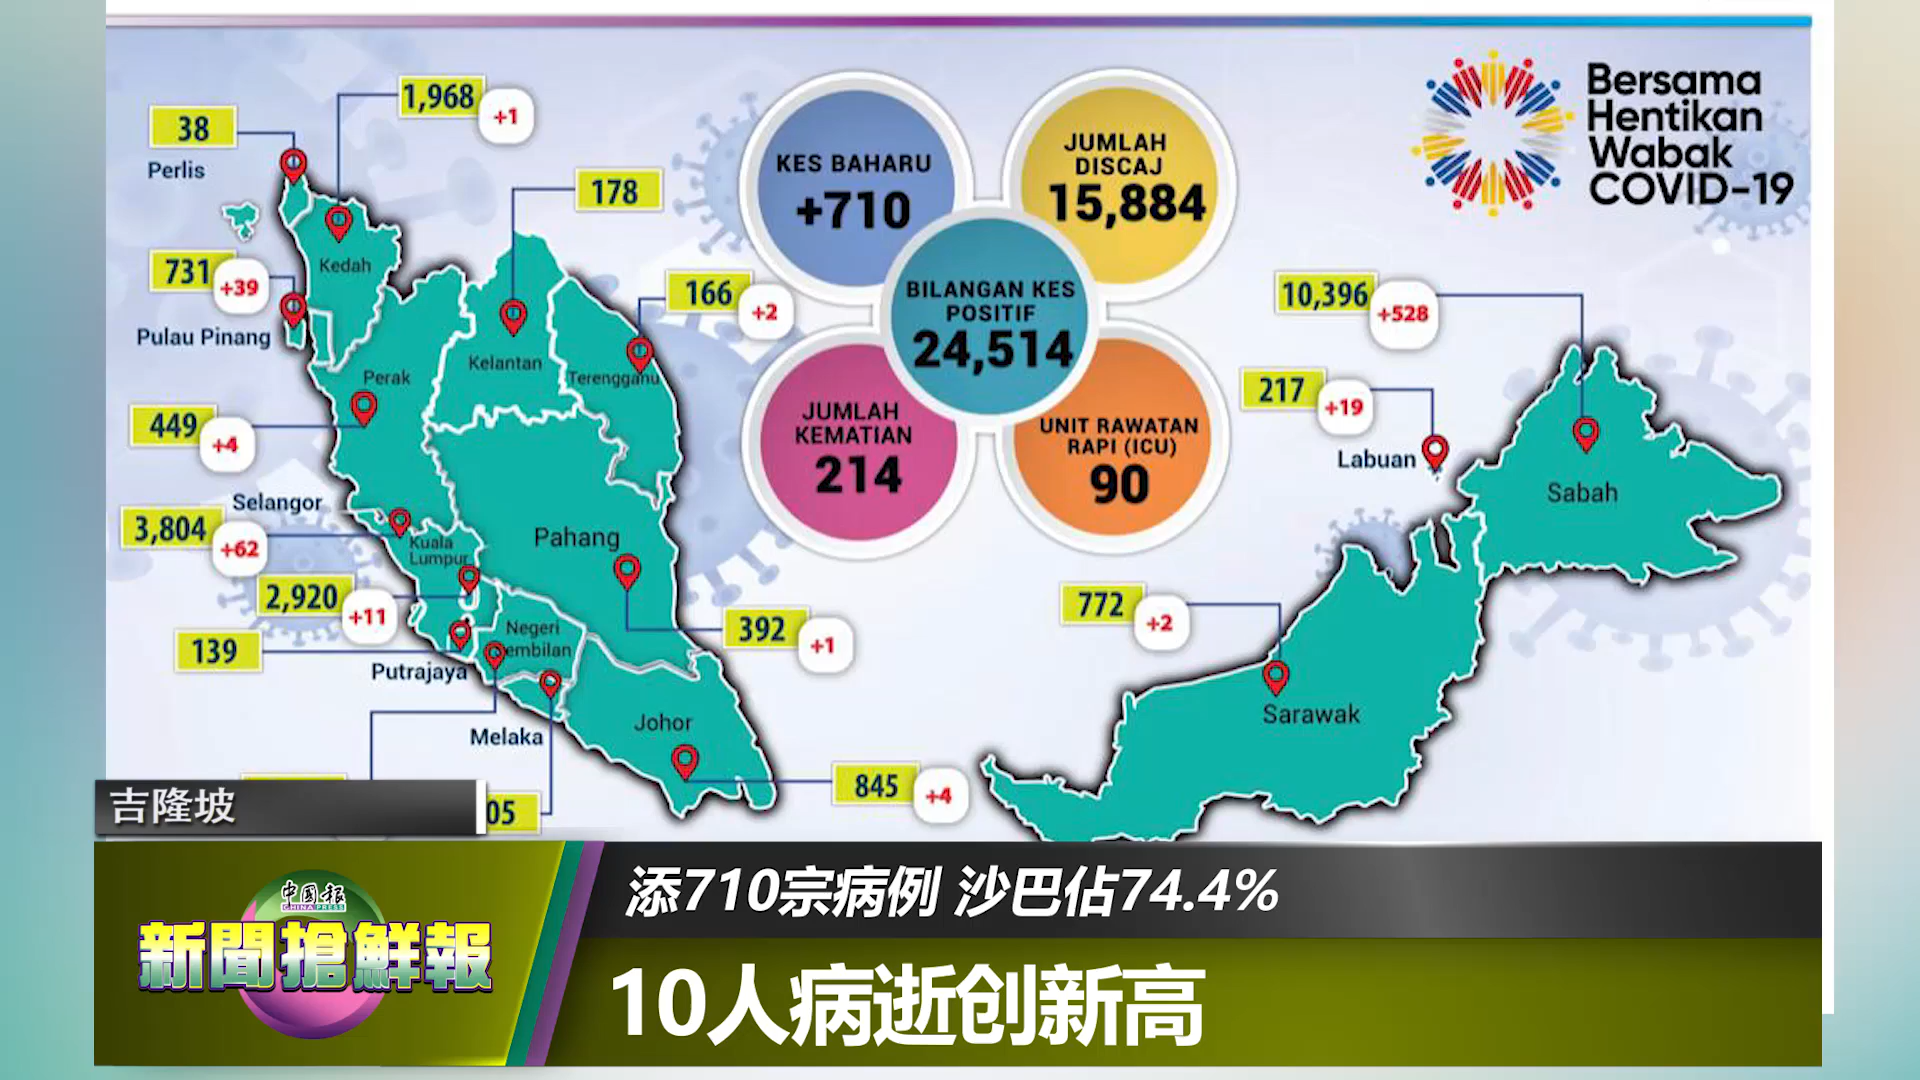 1,968
+1
38
Perlis
178
KES BAHARU
+710
JUMLAH
DISCAJ
15,884
Bersama
Hentikan
Wabak
COVID-19
731
+39
Pulau Pinang
Kedah
Kelantan
166
+2
Terengganu
BILANGAN KES
POSITIF
24,514
10,396
+528
217
+19
Labuan
Sabah
Perak
449
+4
JUMLAH
KEMATIAN
214
UNIT RAWATAN
RAPI (ICU)
90
Selangor
3,804
+62
Kuala
Lumpur
Pahang
2,920
+11
139
Putrajaya
Negeri
embilan
392
+1
772
+2
Sarawak
Melaka
Johor
845
+4
05
吉隆坡
添710宗病例 沙巴佔74.4%
10人病逝创新高
中國報
CHINA PRESS
新聞搶鮮報